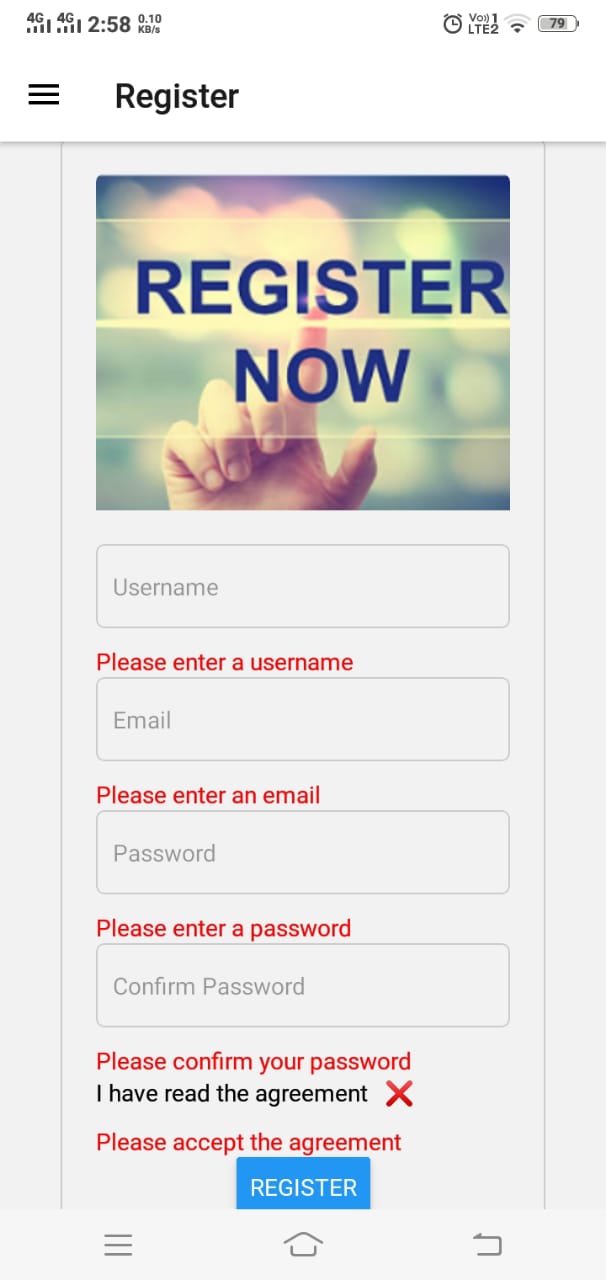 4G 4G 2:58 0.10 KB/s Vo)) 1 LTE2 79
Register
REGISTER
NOW
Username
Please enter a username
Email
Please enter an email
Password
Please enter a password
Confirm Password
Please confirm your password
I have read the agreement ❌
Please accept the agreement
REGISTER